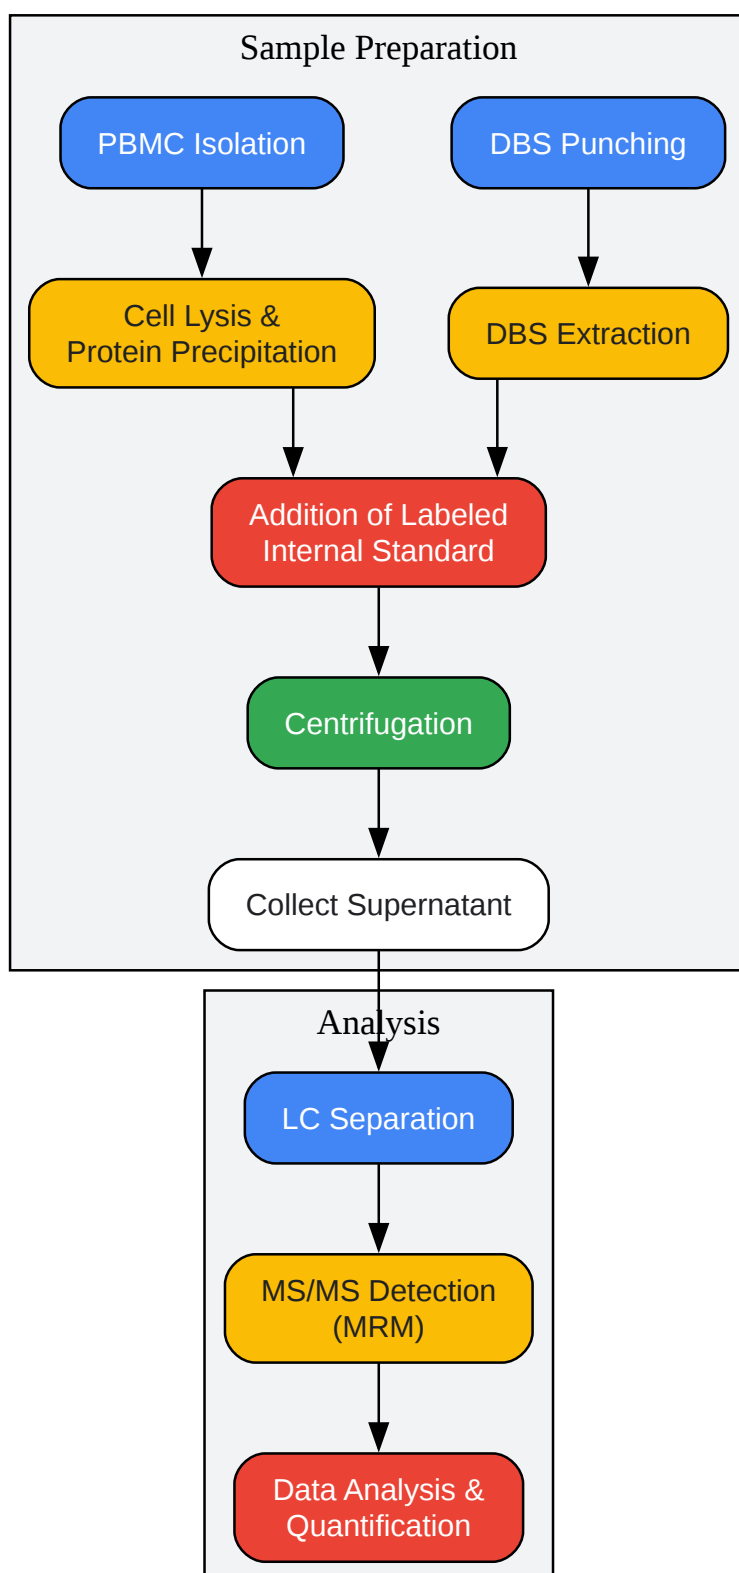 Sample Preparation
PBMC Isolation
DBS Punching
Cell Lysis &
Protein Precipitation
DBS Extraction
Addition of Labeled
Internal Standard
Centrifugation
Collect Supernatant
Analysis
LC Separation
MS/MS Detection
(MRM)
Data Analysis &
Quantification